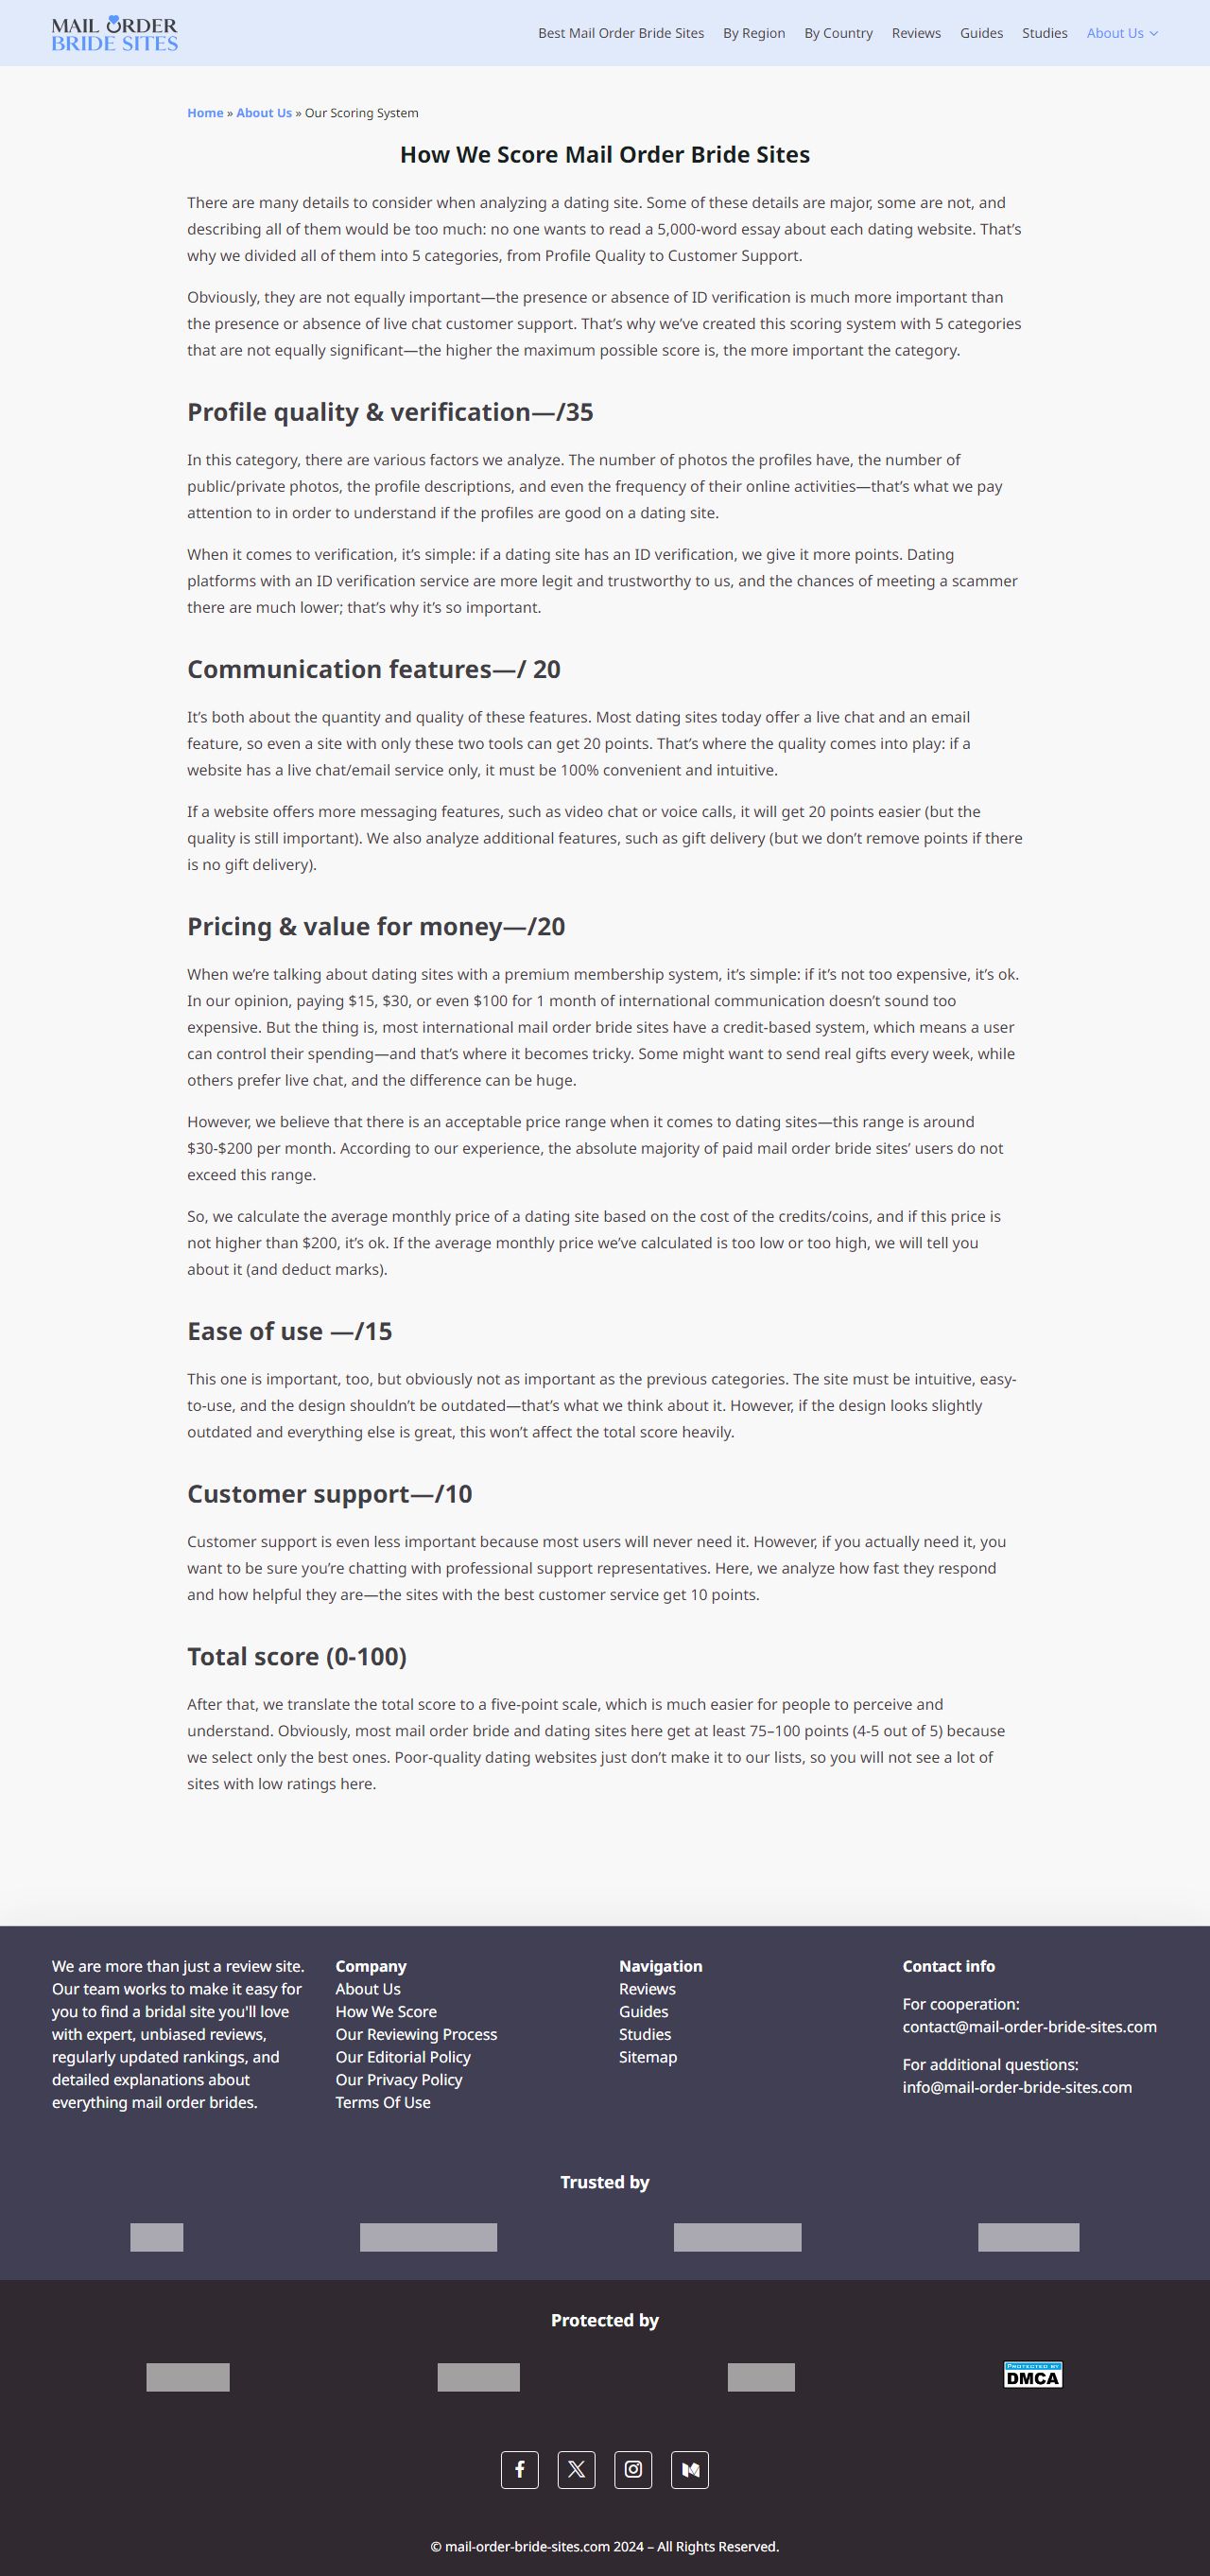 MAIL ORDER
BRIDE SITES
Best Mail Order Bride Sites By Region By Country Reviews Guides Studies About Us
Home » About Us » Our Scoring System
How We Score Mail Order Bride Sites
There are many details to consider when analyzing a dating site. Some of these details are major, some are not, and
describing all of them would be too much: no one wants to read a 5,000-word essay about each dating website. That’s
why we divided all of them into 5 categories, from Profile Quality to Customer Support.
Obviously, they are not equally important—the presence or absence of ID verification is much more important than
the presence or absence of live chat customer support. That’s why we’ve created this scoring system with 5 categories
that are not equally significant—the higher the maximum possible score is, the more important the category.
Profile quality & verification—/35
In this category, there are various factors we analyze. The number of photos the profiles have, the number of
public/private photos, the profile descriptions, and even the frequency of their online activities—that’s what we pay
attention to in order to understand if the profiles are good on a dating site.
When it comes to verification, it’s simple: if a dating site has an ID verification, we give it more points. Dating
platforms with an ID verification service are more legit and trustworthy to us, and the chances of meeting a scammer
there are much lower; that’s why it’s so important.
Communication features—/ 20
It’s both about the quantity and quality of these features. Most dating sites today offer a live chat and an email
feature, so even a site with only these two tools can get 20 points. That’s where the quality comes into play: if a
website has a live chat/email service only, it must be 100% convenient and intuitive.
If a website offers more messaging features, such as video chat or voice calls, it will get 20 points easier (but the
quality is still important). We also analyze additional features, such as gift delivery (but we don’t remove points if there
is no gift delivery).
Pricing & value for money—/20
When we’re talking about dating sites with a premium membership system, it’s simple: if it’s not too expensive, it’s ok.
In our opinion, paying $15, $30, or even $100 for 1 month of international communication doesn’t sound too
expensive. But the thing is, most international mail order bride sites have a credit-based system, which means a user
can control their spending—and that’s where it becomes tricky. Some might want to send real gifts every week, while
others prefer live chat, and the difference can be huge.
However, we believe that there is an acceptable price range when it comes to dating sites—this range is around
$30-$200 per month. According to our experience, the absolute majority of paid mail order bride sites’ users do not
exceed this range.
So, we calculate the average monthly price of a dating site based on the cost of the credits/coins, and if this price is
not higher than $200, it’s ok. If the average monthly price we’ve calculated is too low or too high, we will tell you
about it (and deduct marks).
Ease of use —/15
This one is important, too, but obviously not as important as the previous categories. The site must be intuitive, easy-
to-use, and the design shouldn’t be outdated—that’s what we think about it. However, if the design looks slightly
outdated and everything else is great, this won’t affect the total score heavily.
Customer support—/10
Customer support is even less important because most users will never need it. However, if you actually need it, you
want to be sure you’re chatting with professional support representatives. Here, we analyze how fast they respond
and how helpful they are—the sites with the best customer service get 10 points.
Total score (0-100)
After that, we translate the total score to a five-point scale, which is much easier for people to perceive and
understand. Obviously, most mail order bride and dating sites here get at least 75–100 points (4-5 out of 5) because
we select only the best ones. Poor-quality dating websites just don’t make it to our lists, so you will not see a lot of
sites with low ratings here.
We are more than just a review site.
Our team works to make it easy for
you to find a bridal site you'll love
with expert, unbiased reviews,
regularly updated rankings, and
detailed explanations about
everything mail order brides.
Company
About Us
How We Score
Our Reviewing Process
Our Editorial Policy
Our Privacy Policy
Terms Of Use
Navigation
Reviews
Guides
Studies
Sitemap
Contact info
For cooperation:
contact@mail-order-bride-sites.com
For additional questions:
info@mail-order-bride-sites.com
Trusted by
Protected by
PROTECTED BY
DMCA
© mail-order-bride-sites.com 2024 – All Rights Reserved.